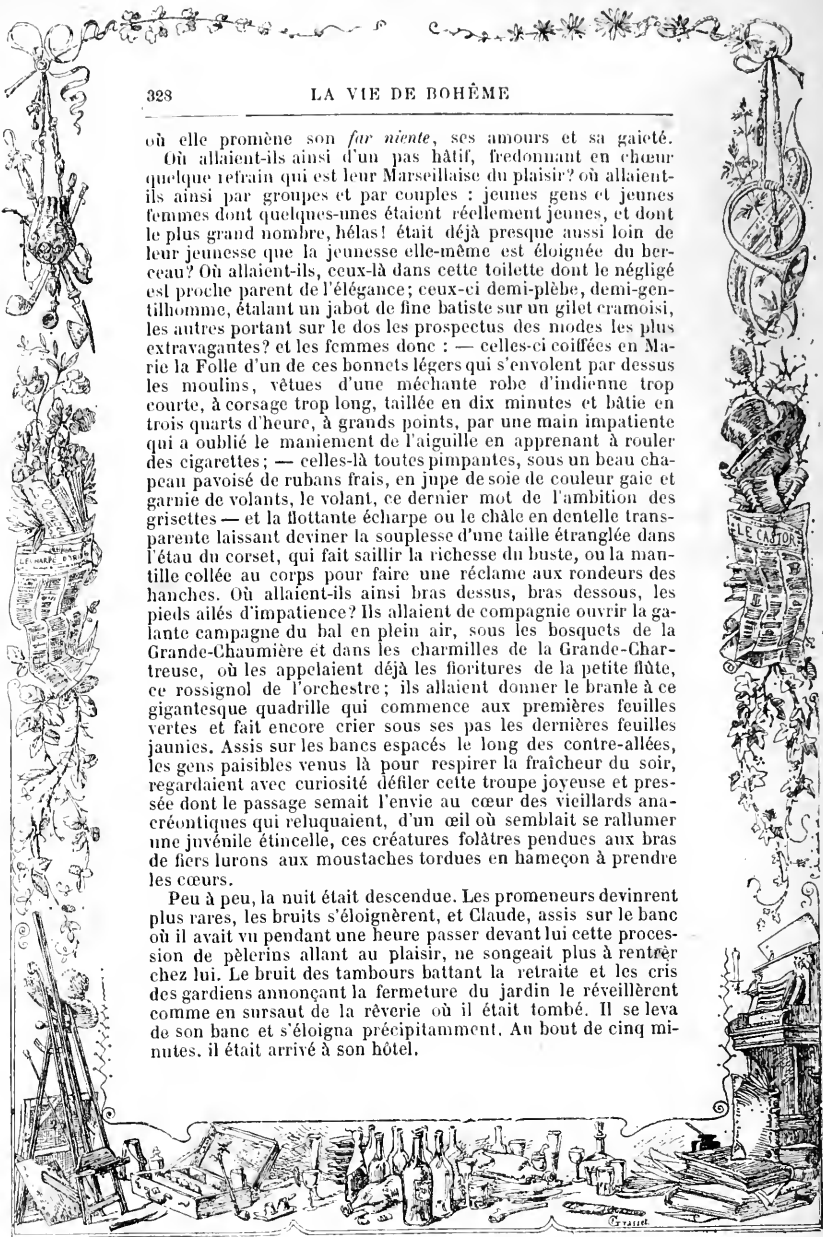 328 LA VIE DE BOHÊME
où elle promène son far niente, ses amours et sa gaieté.
Où allaient-ils ainsi d'un pas hâtif, fredonnant en chœur
quelque refrain qui est leur Marseillaise du plaisir? où allaient-
ils ainsi par groupes et par couples : jeunes gens et jeunes
femmes dont quelques-unes étaient réellement jeunes, et dont
le plus grand nombre, hélas! était déjà presque aussi loin de
leur jeunesse que la jeunesse elle-même est éloignée du ber-
ceau? Où allaient-ils, ceux-là dans cette toilette dont le négligé
est proche parent de l'élégance; ceux-ci demi-plèbe, demi-gen-
tilhomme, étalant un jabot de fine batiste sur un gilet cramoisi,
les autres portant sur le dos les prospectus des modes les plus
extravagantes? et les femmes donc : — celles-ci coiffées en Ma-
rie la Folle d'un de ces bonnets légers qui s'envolent par dessus
les moulins, vêtues d'une méchante robe d'indienne trop
courte, à corsage trop long, taillée en dix minutes et bâtie en
trois quarts d'heure, à grands points, par une main impatiente
qui a oublié le maniement de l'aiguille en apprenant à rouler
des cigarettes; — celles-là toutes pimpantes, sous un beau cha-
peau pavoisé de rubans frais, en jupe de soie de couleur gaie et
garnie de volants, le volant, ce dernier mot de l'ambition des
grisettes — et la flottante écharpe ou le châle en dentelle trans-
parente laissant deviner la souplesse d'une taille étranglée dans
l'étau du corset, qui fait saillir la richesse du buste, ou la man-
tille collée au corps pour faire une réclame aux rondeurs des
hanches. Où allaient-ils ainsi bras dessus, bras dessous, les
pieds ailés d'impatience? Ils allaient de compagnie ouvrir la ga-
lante campagne du bal en plein air, sous les bosquets de la
Grande-Chaumière et dans les charmilles de la Grande-Char-
treuse, où les appelaient déjà les fioritures de la petite flûte,
ce rossignol de l'orchestre; ils allaient donner le branle à ce
gigantesque quadrille qui commence aux premières feuilles
vertes et fait encore crier sous ses pas les dernières feuilles
jaunies. Assis sur les bancs espacés le long des contre-allées,
les gens paisibles venus là pour respirer la fraîcheur du soir,
regardaient avec curiosité défiler cette troupe joyeuse et pres-
sée dont le passage semait l'envie au cœur des vieillards ana-
créontiques qui reluquaient, d'un œil où semblait se rallumer
une juvénile étincelle, ces créatures folâtres pendues aux bras
de fiers lurons aux moustaches tordues en hameçon à prendre
les cœurs.
Peu à peu, la nuit était descendue. Les promeneurs devinrent
plus rares, les bruits s'éloignèrent, et Claude, assis sur le banc
où il avait vu pendant une heure passer devant lui cette proces-
sion de pèlerins allant au plaisir, ne songeait plus à rentrer
chez lui. Le bruit des tambours battant la retraite et les cris
des gardiens annonçant la fermeture du jardin le réveillèrent
comme en sursaut de la rêverie où il était tombé. Il se leva
de son banc et s'éloigna précipitamment. Au bout de cinq mi-
nutes, il était arrivé à son hôtel.
LE CASTOR
Grasset